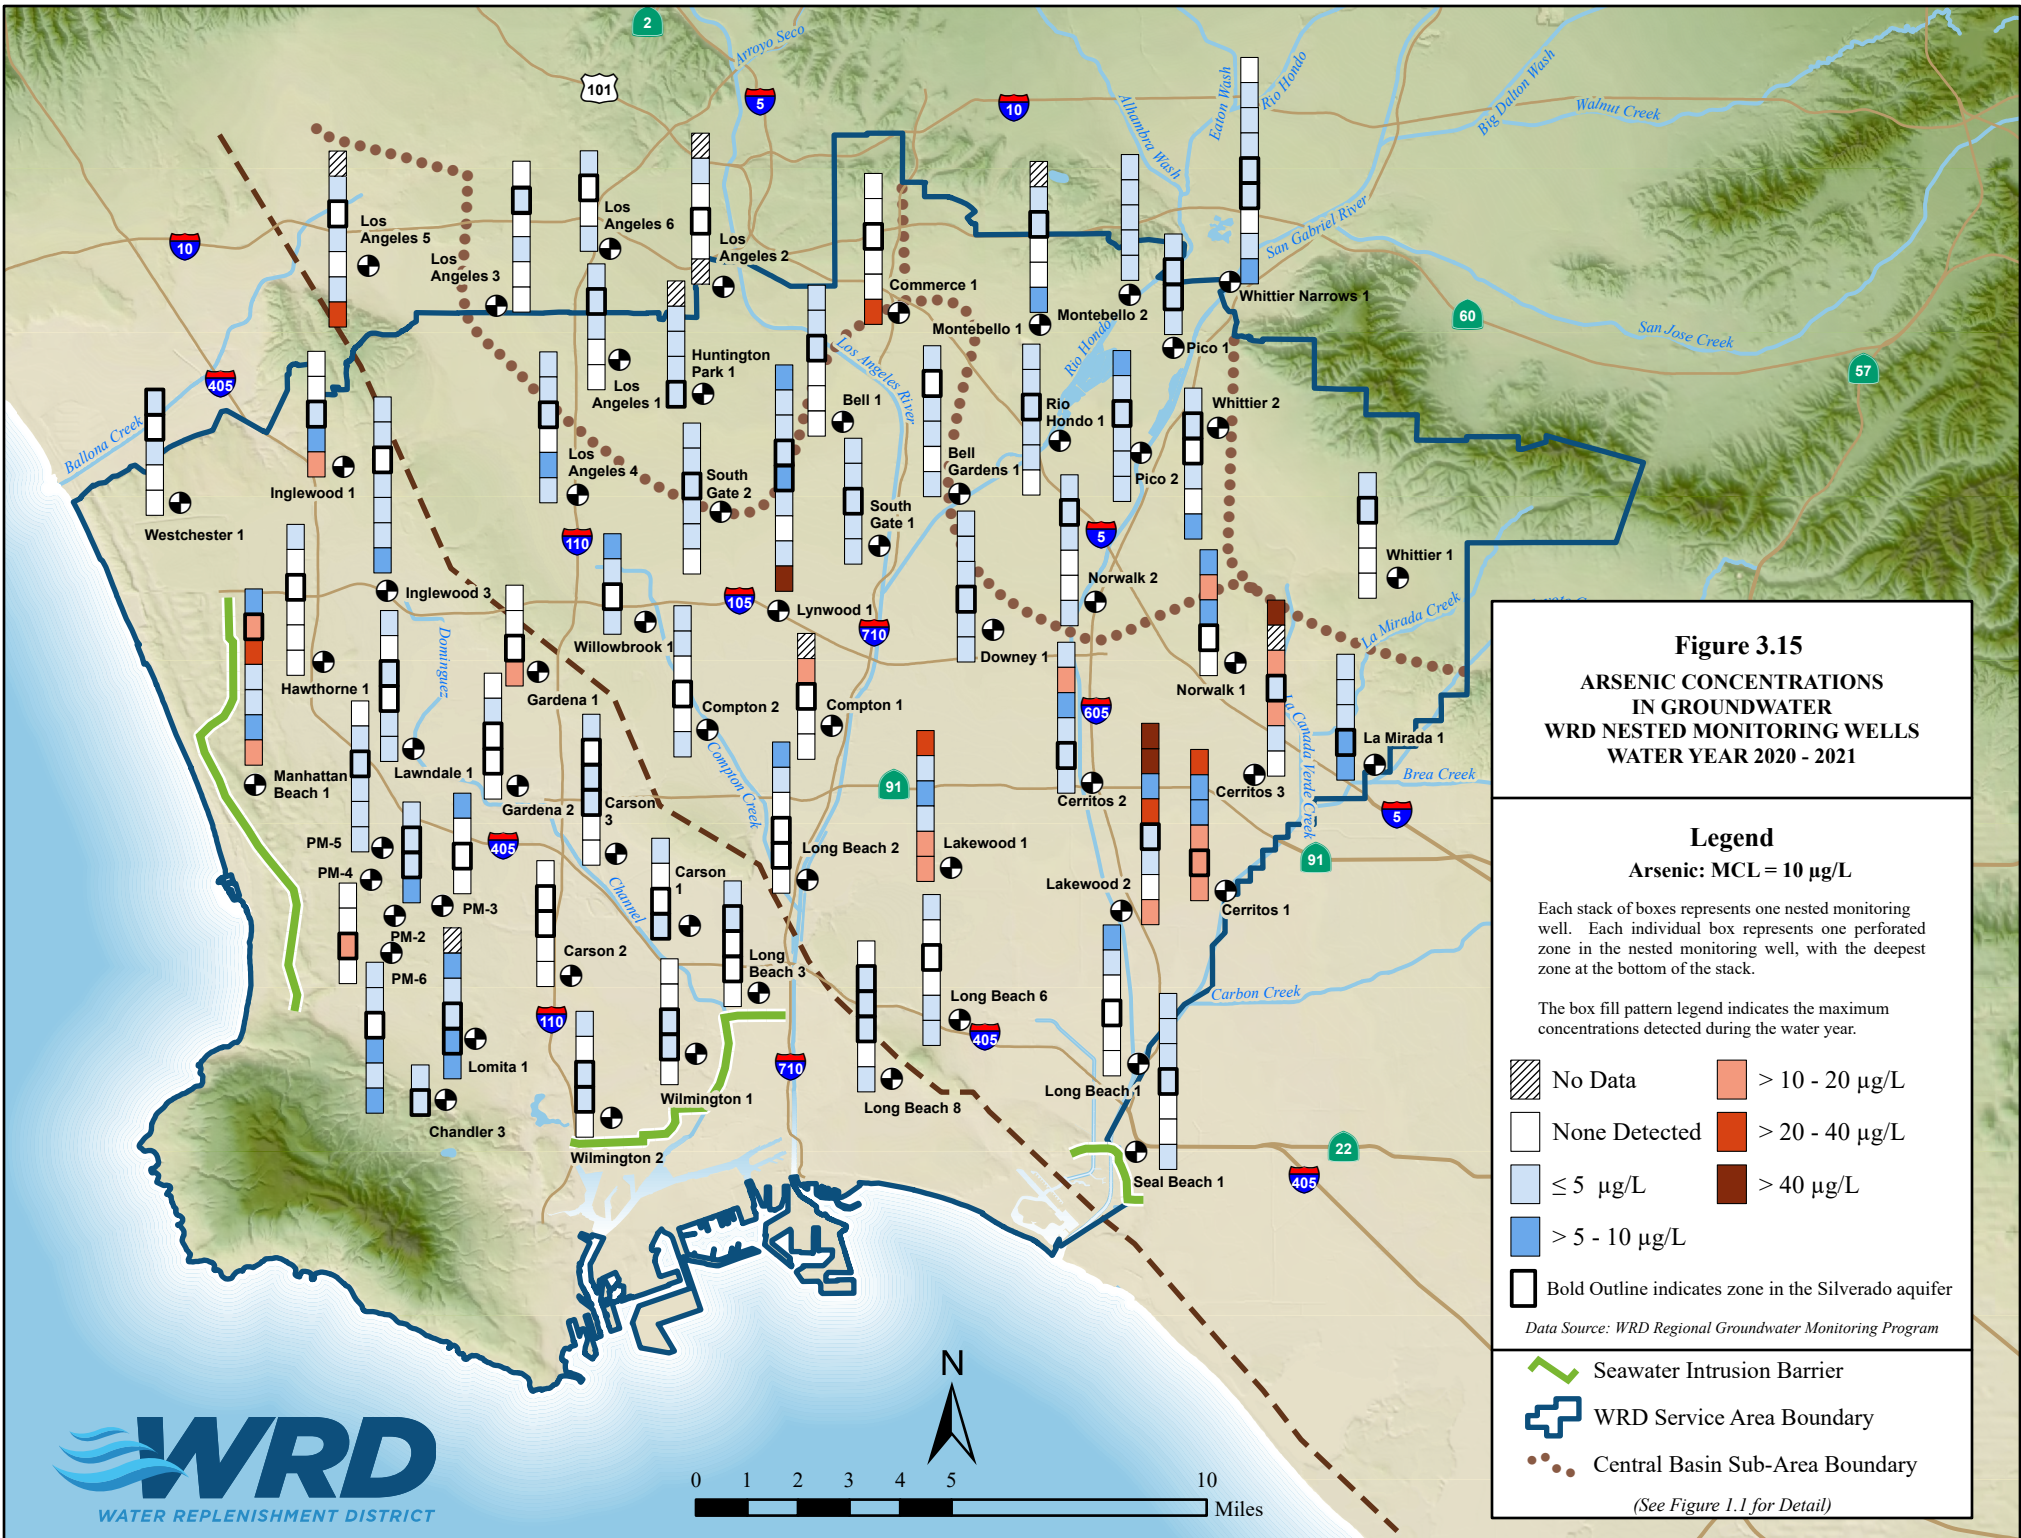 2
101
5
10
Arroyo Seco
Alhambra Wash
Eaton Wash
Rio Hondo
Big Dalton Wash
Walnut Creek
Los
Angeles 5
10
Los
Angeles 3
Los
Angeles 6
Los
Angeles 2
Commerce 1
Montebello 1
Montebello 2
San Gabriel River
Whittier Narrows 1
60
San Jose Creek
57
Pico 1
Rio Hondo
Los Angeles River
Huntington
Park 1
Los
Angeles 1
Bell 1
405
Ballona Creek
Inglewood 1
Westchester 1
Los
Angeles 4
South
Gate 2
South
Gate 1
Bell
Gardens 1
Rio
Hondo 1
Pico 2
Whittier 2
Whittier 1
110
5
Norwalk 2
Inglewood 3
105
Lynwood 1
710
Willowbrook 1
Downey 1
Norwalk 1
La Mirada Creek
Dominguez
Hawthorne 1
Gardena 1
Compton 2
Compton 1
605
La Canada Verde Creek
La Mirada 1
Brea Creek
Manhattan
Beach 1
Lawndale 1
Gardena 2
Carson
3
Compton Creek
91
Cerritos 2
Cerritos 3
5
PM-5
405
Long Beach 2
Lakewood 1
91
PM-4
PM-3
Carson
1
Channel
Lakewood 2
Cerritos 1
PM-2
PM-6
Carson 2
Long
Beach 3
Long Beach 6
Carbon Creek
110
405
Lomita 1
710
Wilmington 1
Long Beach 8
Long Beach 1
Chandler 3
Wilmington 2
22
Seal Beach 1
405
Figure 3.15
ARSENIC CONCENTRATIONS
IN GROUNDWATER
WRD NESTED MONITORING WELLS
WATER YEAR 2020 - 2021
Legend
Arsenic: MCL = 10 µg/L
Each stack of boxes represents one nested monitoring
well. Each individual box represents one perforated
zone in the nested monitoring well, with the deepest
zone at the bottom of the stack.
The box fill pattern legend indicates the maximum
concentrations detected during the water year.
No Data
> 10 - 20 µg/L
None Detected
> 20 - 40 µg/L
≤ 5 µg/L
> 40 µg/L
> 5 - 10 µg/L
Bold Outline indicates zone in the Silverado aquifer
Data Source: WRD Regional Groundwater Monitoring Program
Seawater Intrusion Barrier
WRD Service Area Boundary
Central Basin Sub-Area Boundary
(See Figure 1.1 for Detail)
N
0 1 2 3 4 5 10
Miles
WRD
WATER REPLENISHMENT DISTRICT